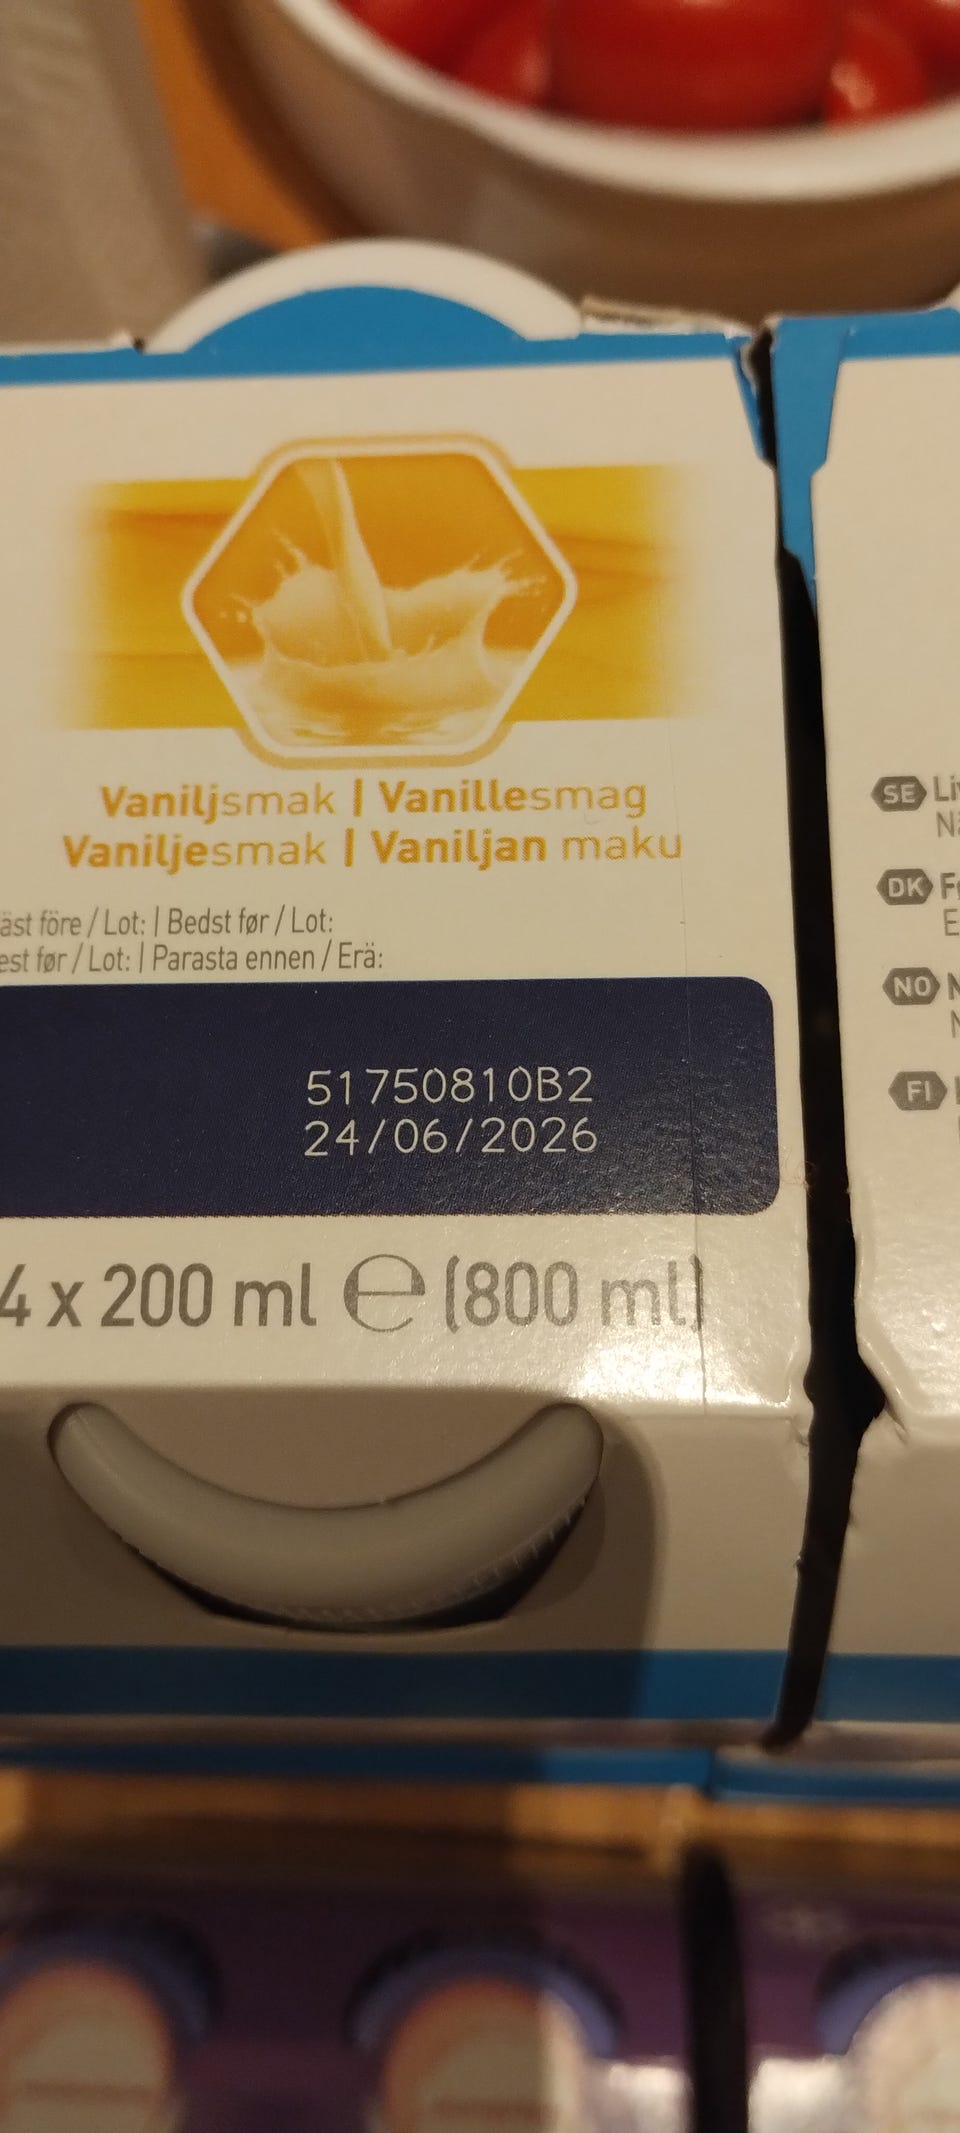 Vaniljsmak | Vanillesmag
Vaniljesmak | Vaniljan maku
äst före / Lot: | Bedst før / Lot:
est før / Lot: | Parasta ennen / Erä:
51750810B2
24/06/2026
4 x 200 ml ℮ (800 ml)
SE
DK
NO
FI